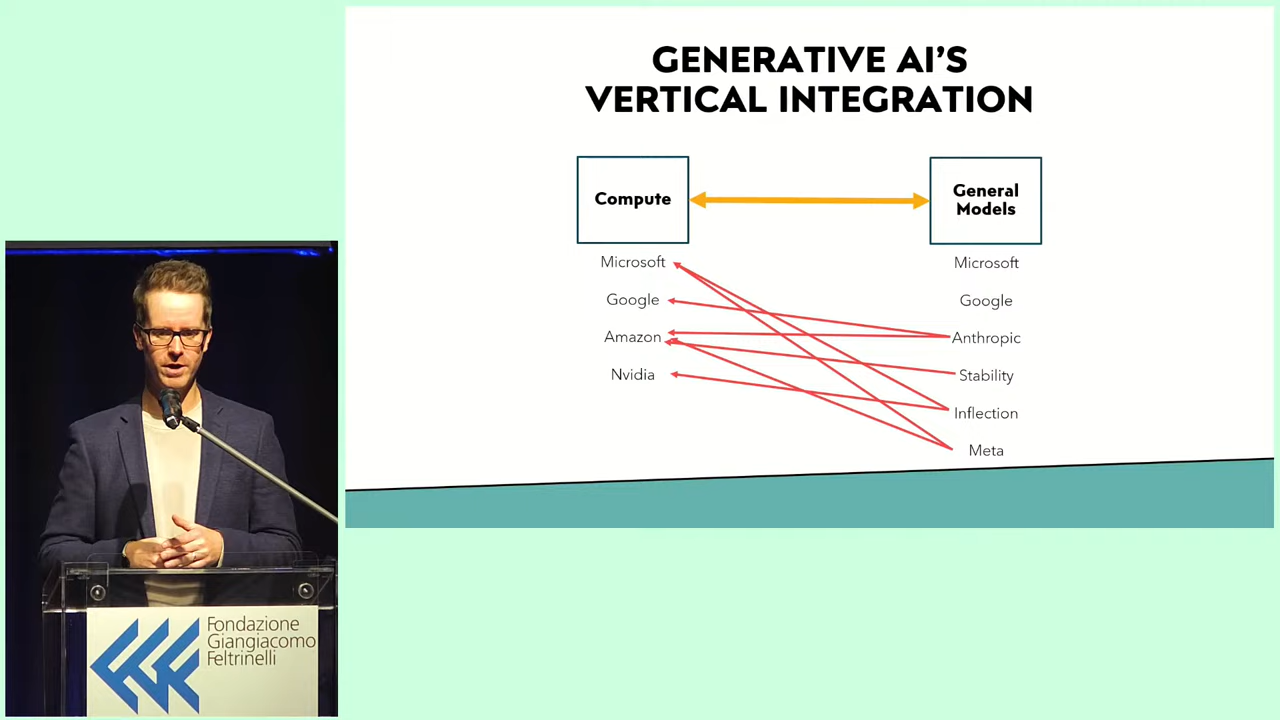 GENERATIVE AI'S
VERTICAL INTEGRATION
Compute
General
Models
Microsoft
Google
Amazon
Nvidia
Microsoft
Google
Anthropic
Stability
Inflection
Meta
Fondazione
Giangiacomo
Feltrinelli